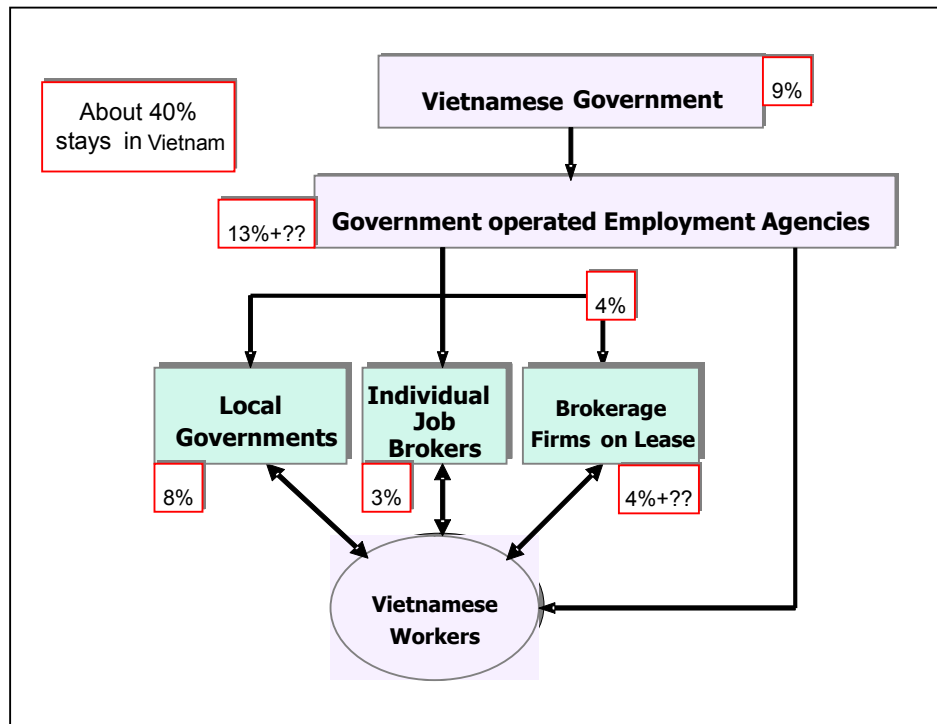 About 40%
stays in Vietnam
Vietnamese Government
9%
Government operated Employment Agencies
13%+??
4%
Local
Governments
Individual
Job
Brokers
Brokerage
Firms on Lease
8%
3%
4%+??
Vietnamese
Workers